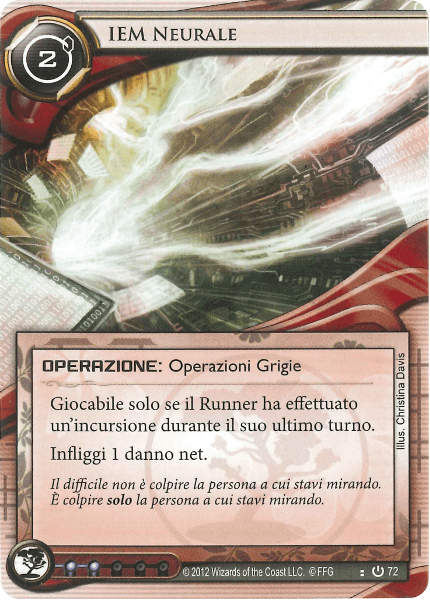 2
IEM Neurale
0100101
OPERAZIONE: Operazioni Grigie
Giocabile solo se il Runner ha effettuato
un'incursione durante il suo ultimo turno.
Infliggi 1 danno net.
Il difficile non è colpire la persona a cui stavi mirando.
È colpire solo la persona a cui stavi mirando.
Illus. Christina Davis
© 2012 Wizards of the Coast LLC. © FFG
72